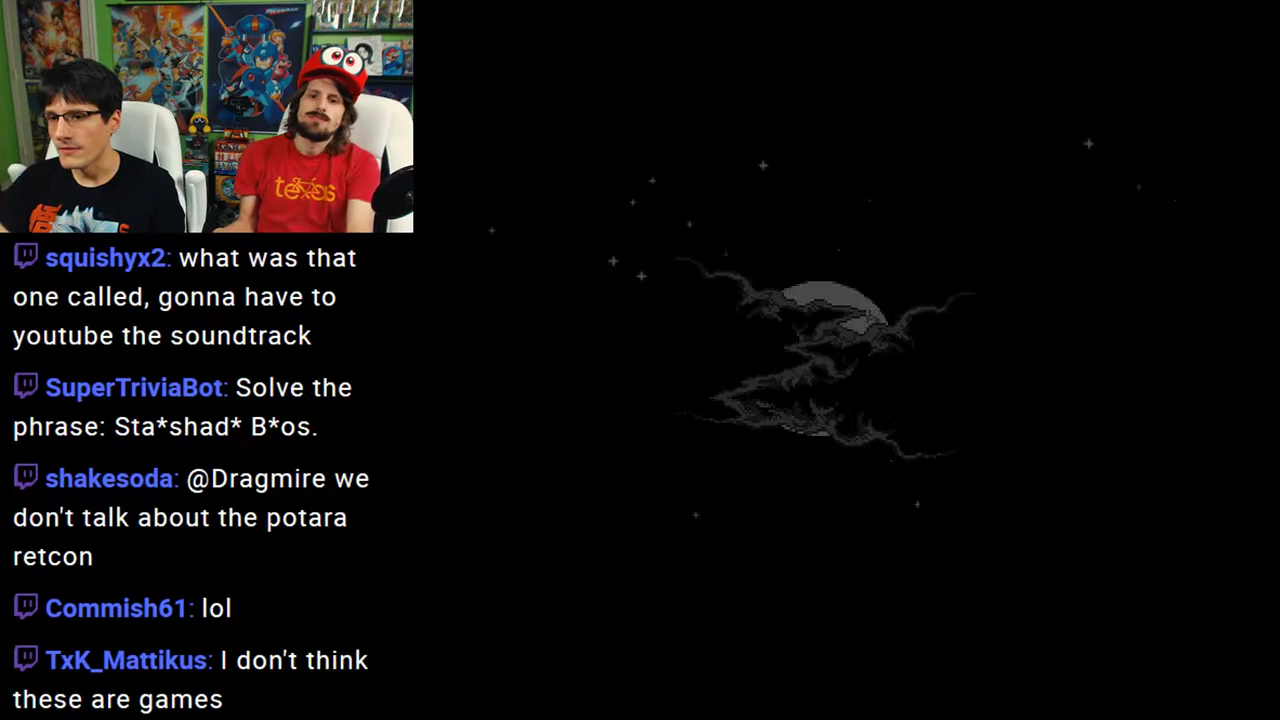 texas
squishyx2: what was that
one called, gonna have to
youtube the soundtrack
SuperTriviaBot: Solve the
phrase: Sta*shad* B*os.
shakesoda: @Dragmire we
don't talk about the potara
retcon
Commish61: lol
TxK_Mattikus: I don't think
these are games